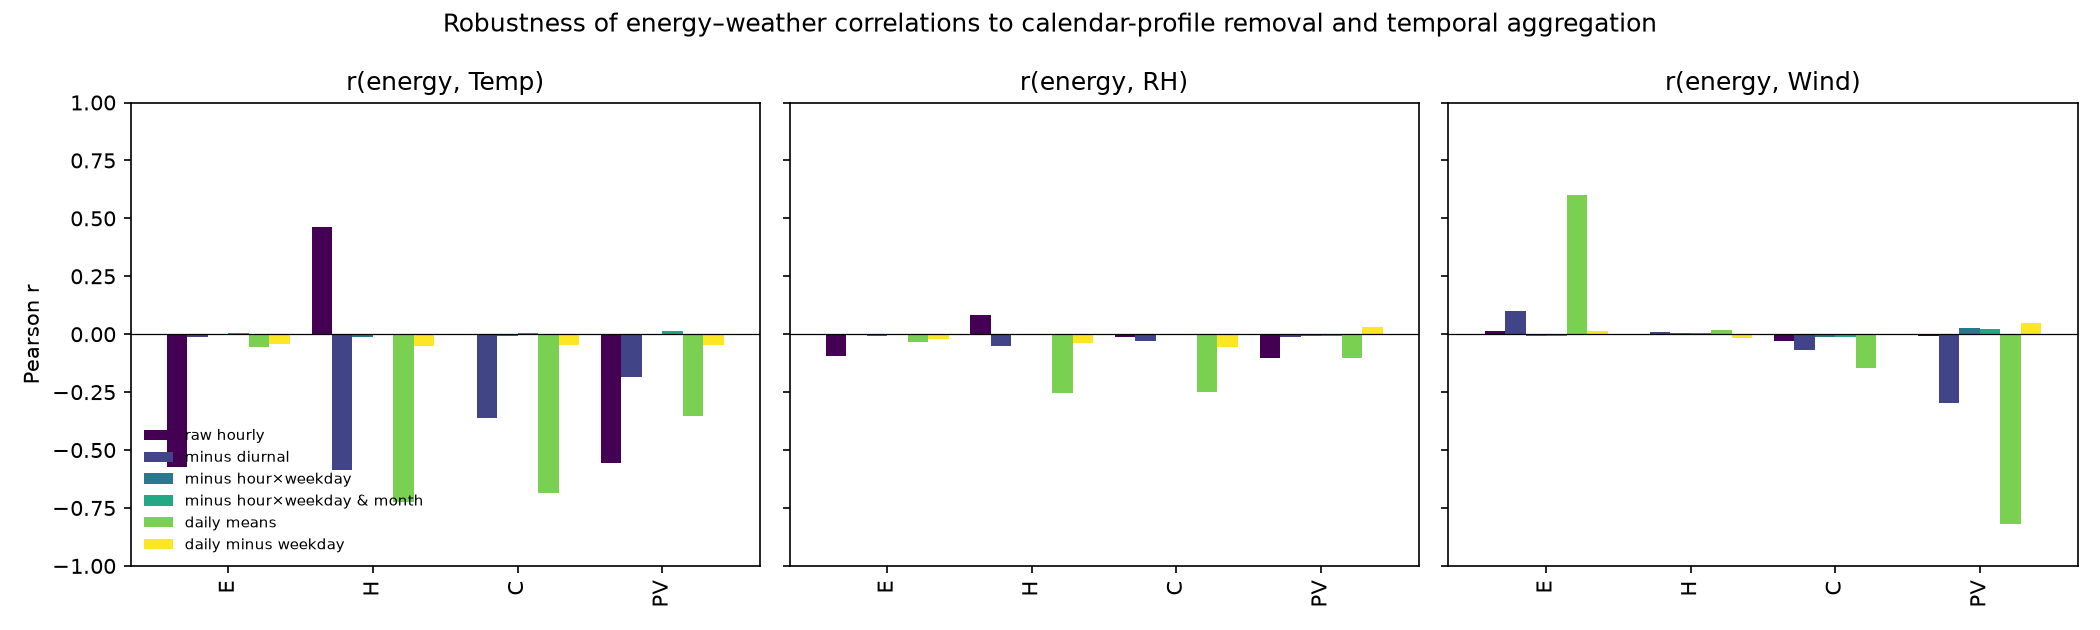 Robustness of energy–weather correlations to calendar-profile removal and temporal aggregation
r(energy, Temp)
r(energy, RH)
r(energy, Wind)
Pearson r
1.00
0.75
0.50
0.25
0.00
−0.25
−0.50
−0.75
−1.00
raw hourly
minus diurnal
minus hour×weekday
minus hour×weekday & month
daily means
daily minus weekday
E
H
C
PV
E
H
C
PV
E
H
C
PV